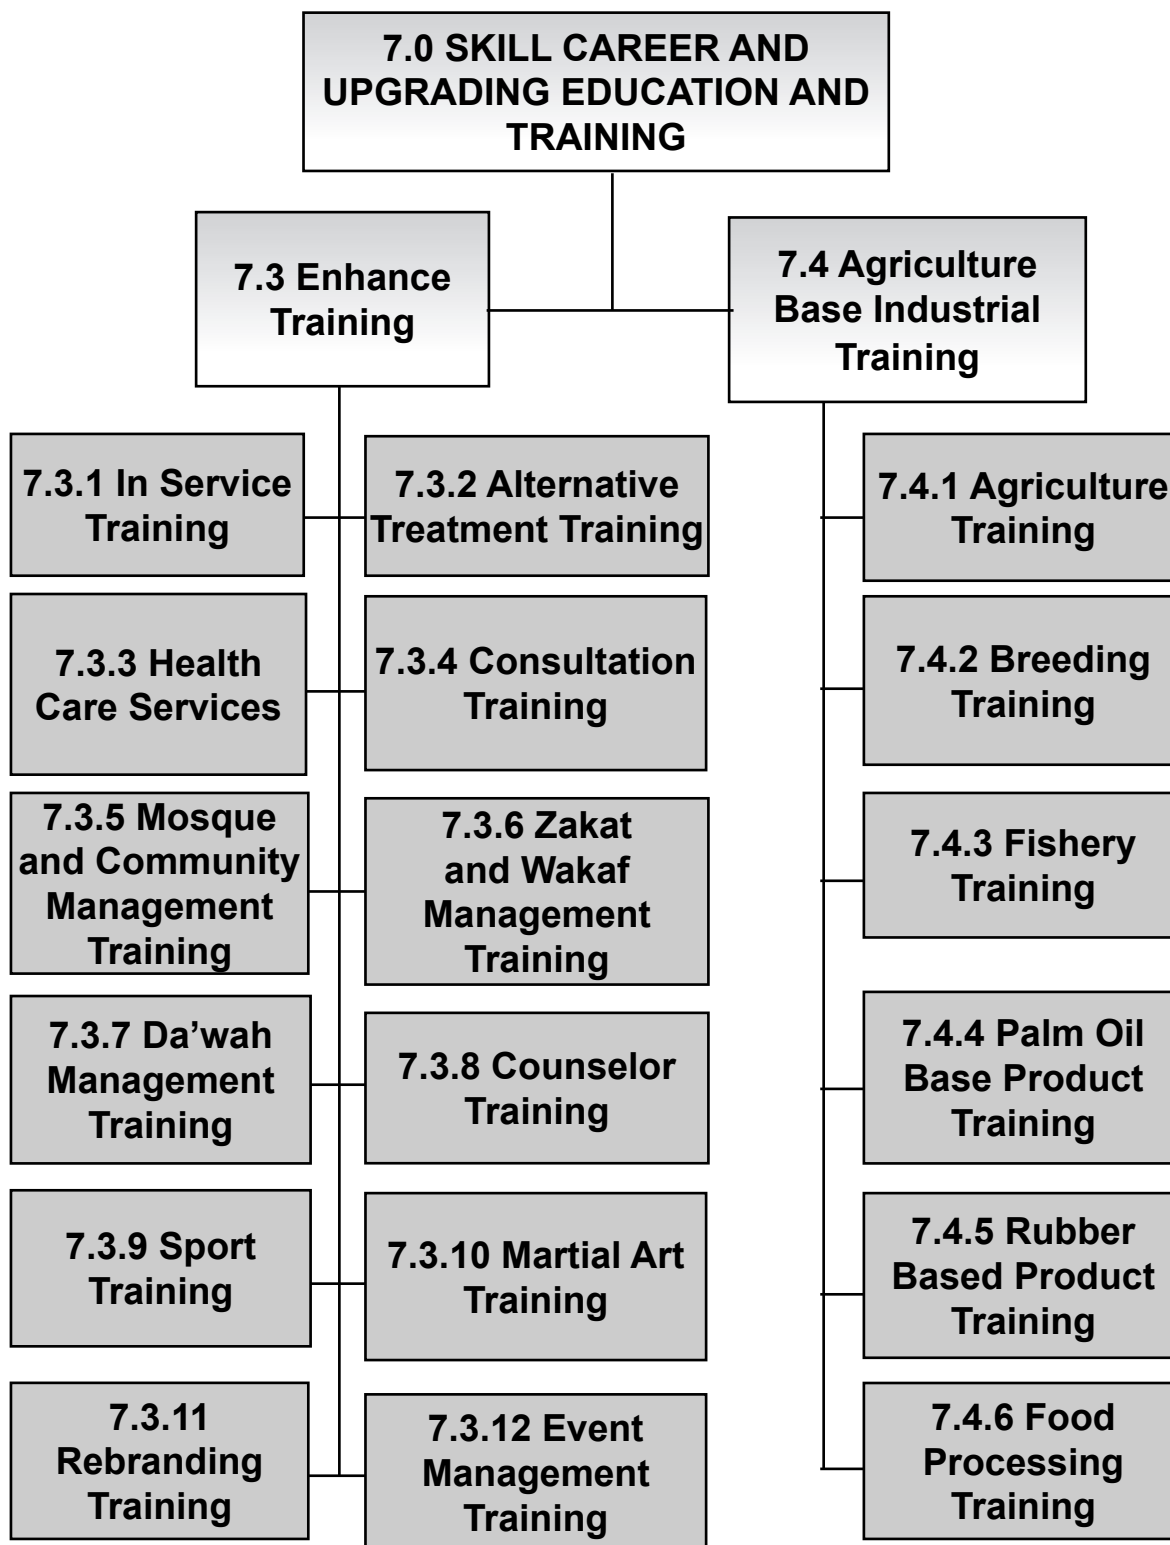 7.0 SKILL CAREER AND
UPGRADING EDUCATION AND
TRAINING
7.3 Enhance
Training
7.4 Agriculture
Base Industrial
Training
7.3.1 In Service
Training
7.3.2 Alternative
Treatment Training
7.4.1 Agriculture
Training
7.3.3 Health
Care Services
7.3.4 Consultation
Training
7.4.2 Breeding
Training
7.3.5 Mosque
and Community
Management
Training
7.3.6 Zakat
and Wakaf
Management
Training
7.4.3 Fishery
Training
7.3.7 Da’wah
Management
Training
7.3.8 Counselor
Training
7.4.4 Palm Oil
Base Product
Training
7.3.9 Sport
Training
7.3.10 Martial Art
Training
7.4.5 Rubber
Based Product
Training
7.3.11
Rebranding
Training
7.3.12 Event
Management
Training
7.4.6 Food
Processing
Training